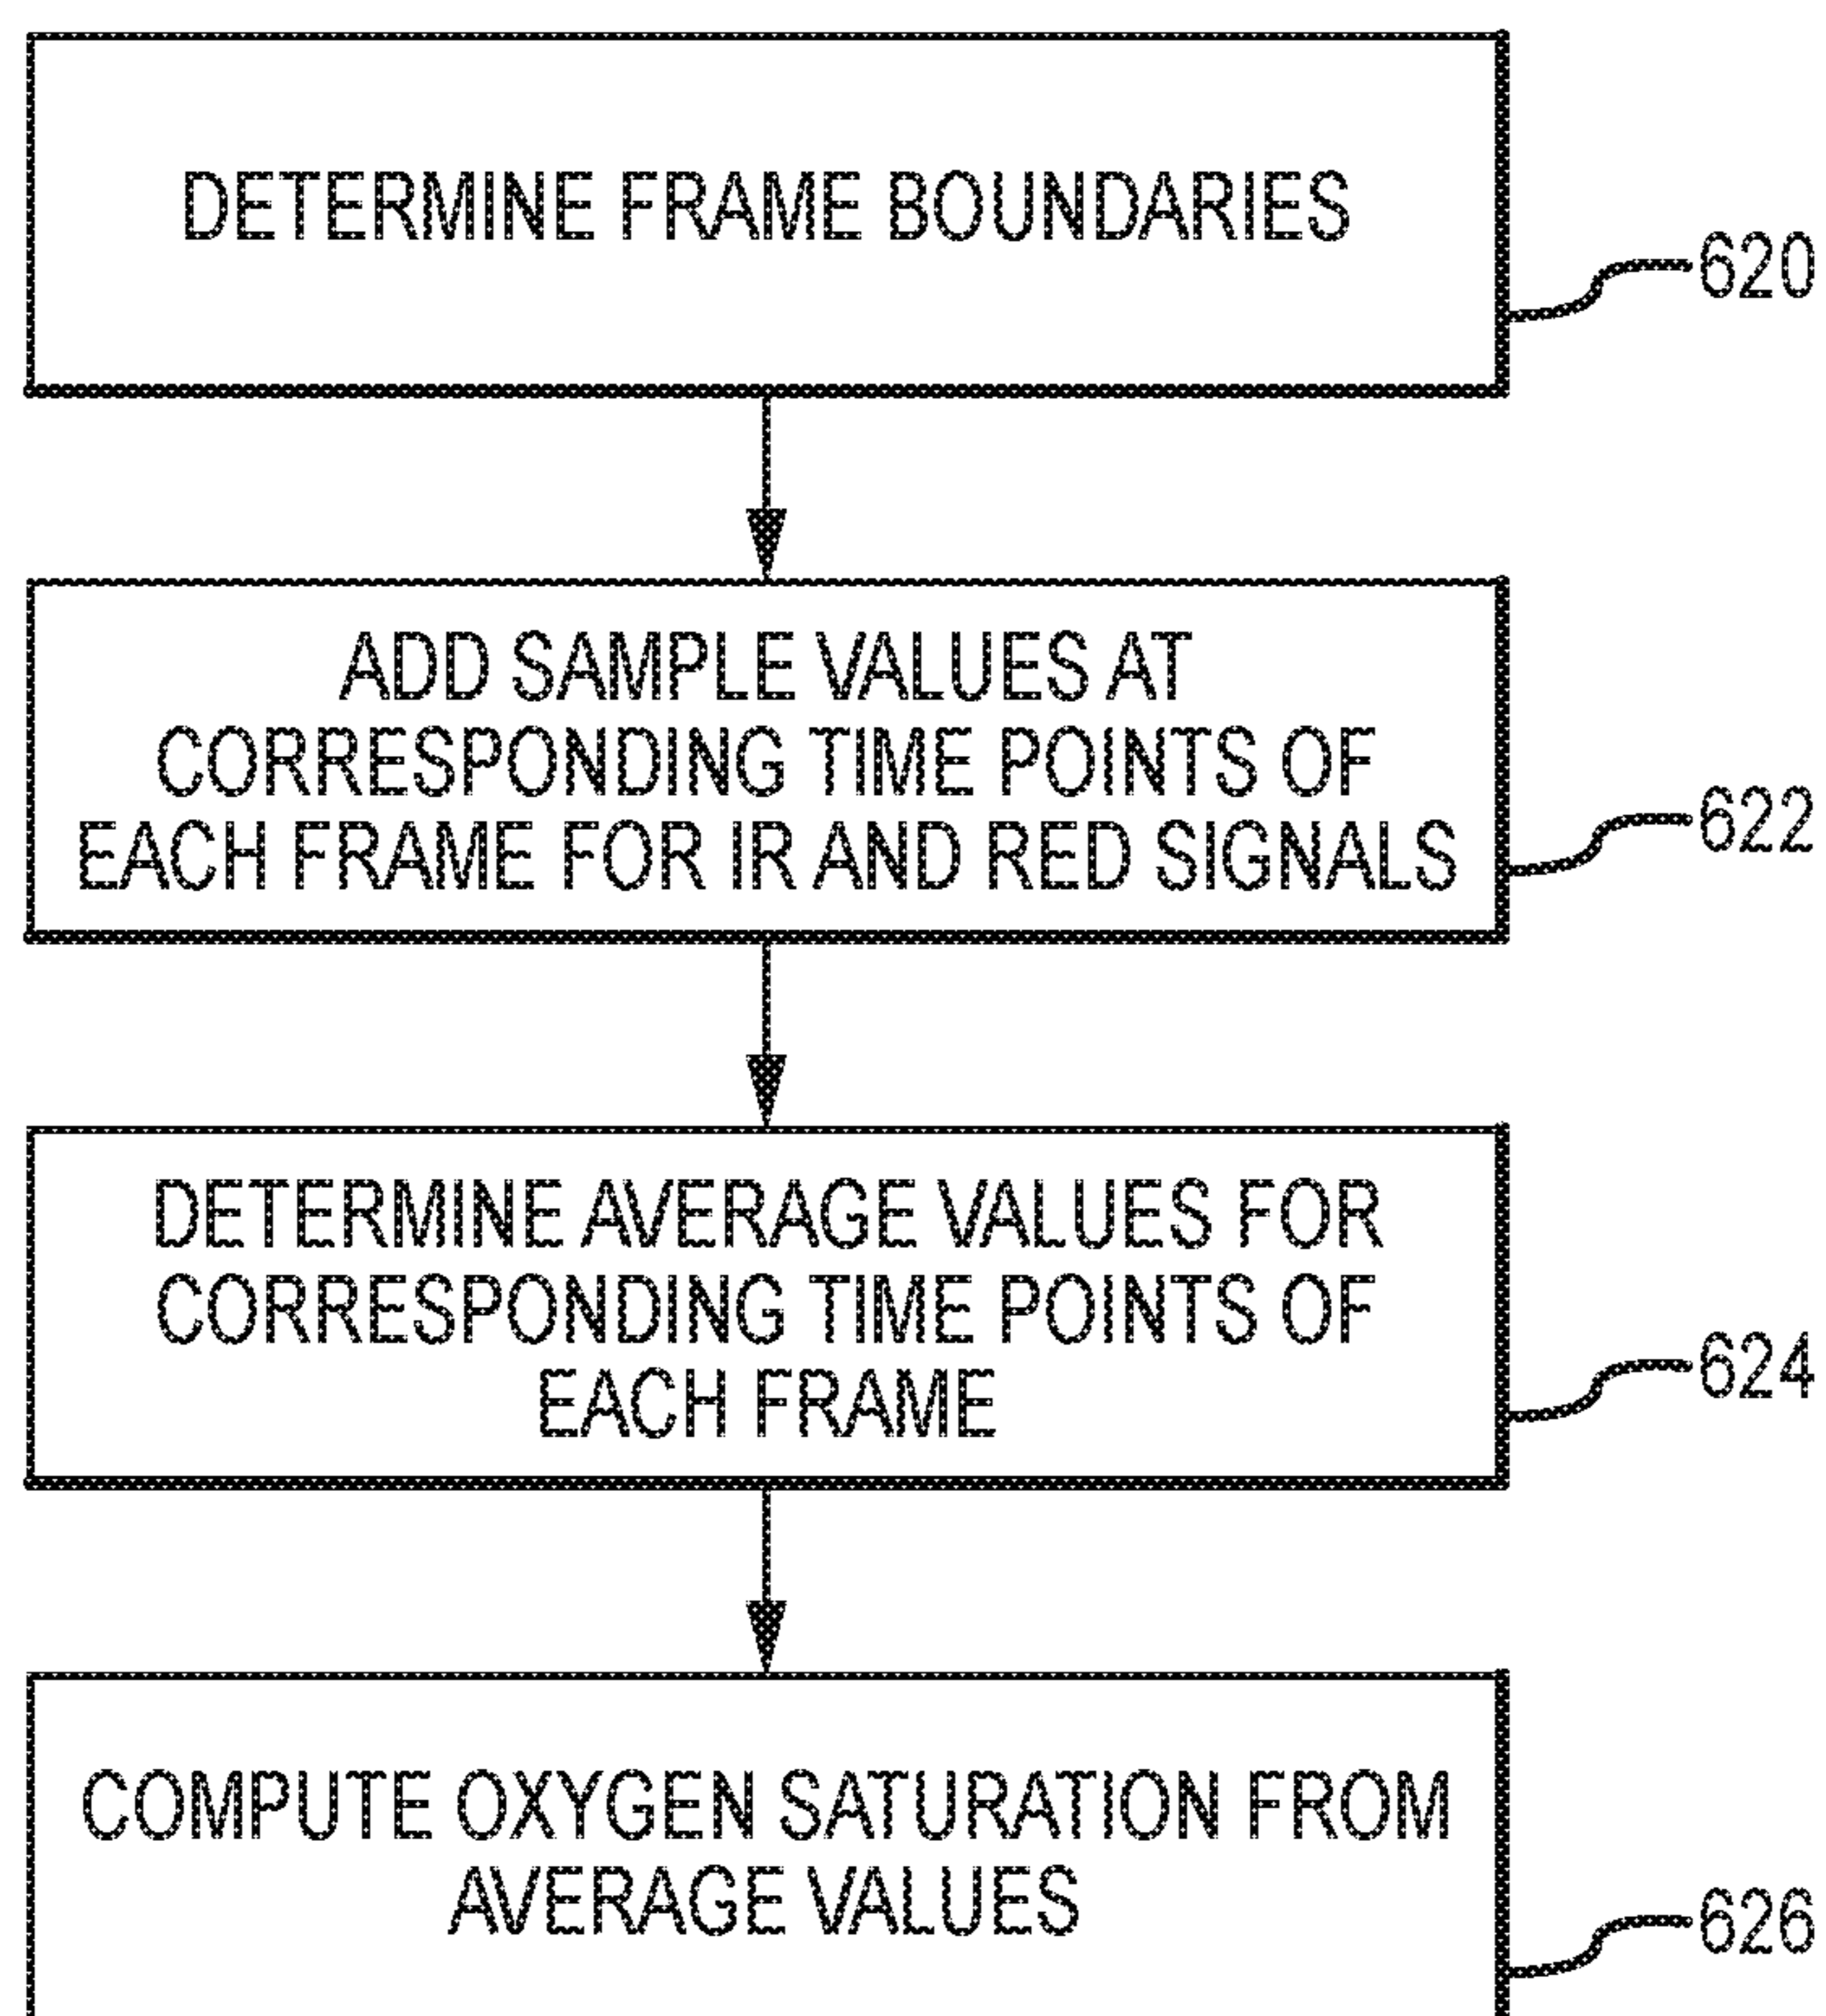 DETERMINE FRAME BOUNDARIES
620
ADD SAMPLE VALUES AT
CORRESPONDING TIME POINTS OF
EACH FRAME FOR IR AND RED SIGNALS
622
DETERMINE AVERAGE VALUES FOR
CORRESPONDING TIME POINTS OF
EACH FRAME
624
COMPUTE OXYGEN SATURATION FROM
AVERAGE VALUES
626